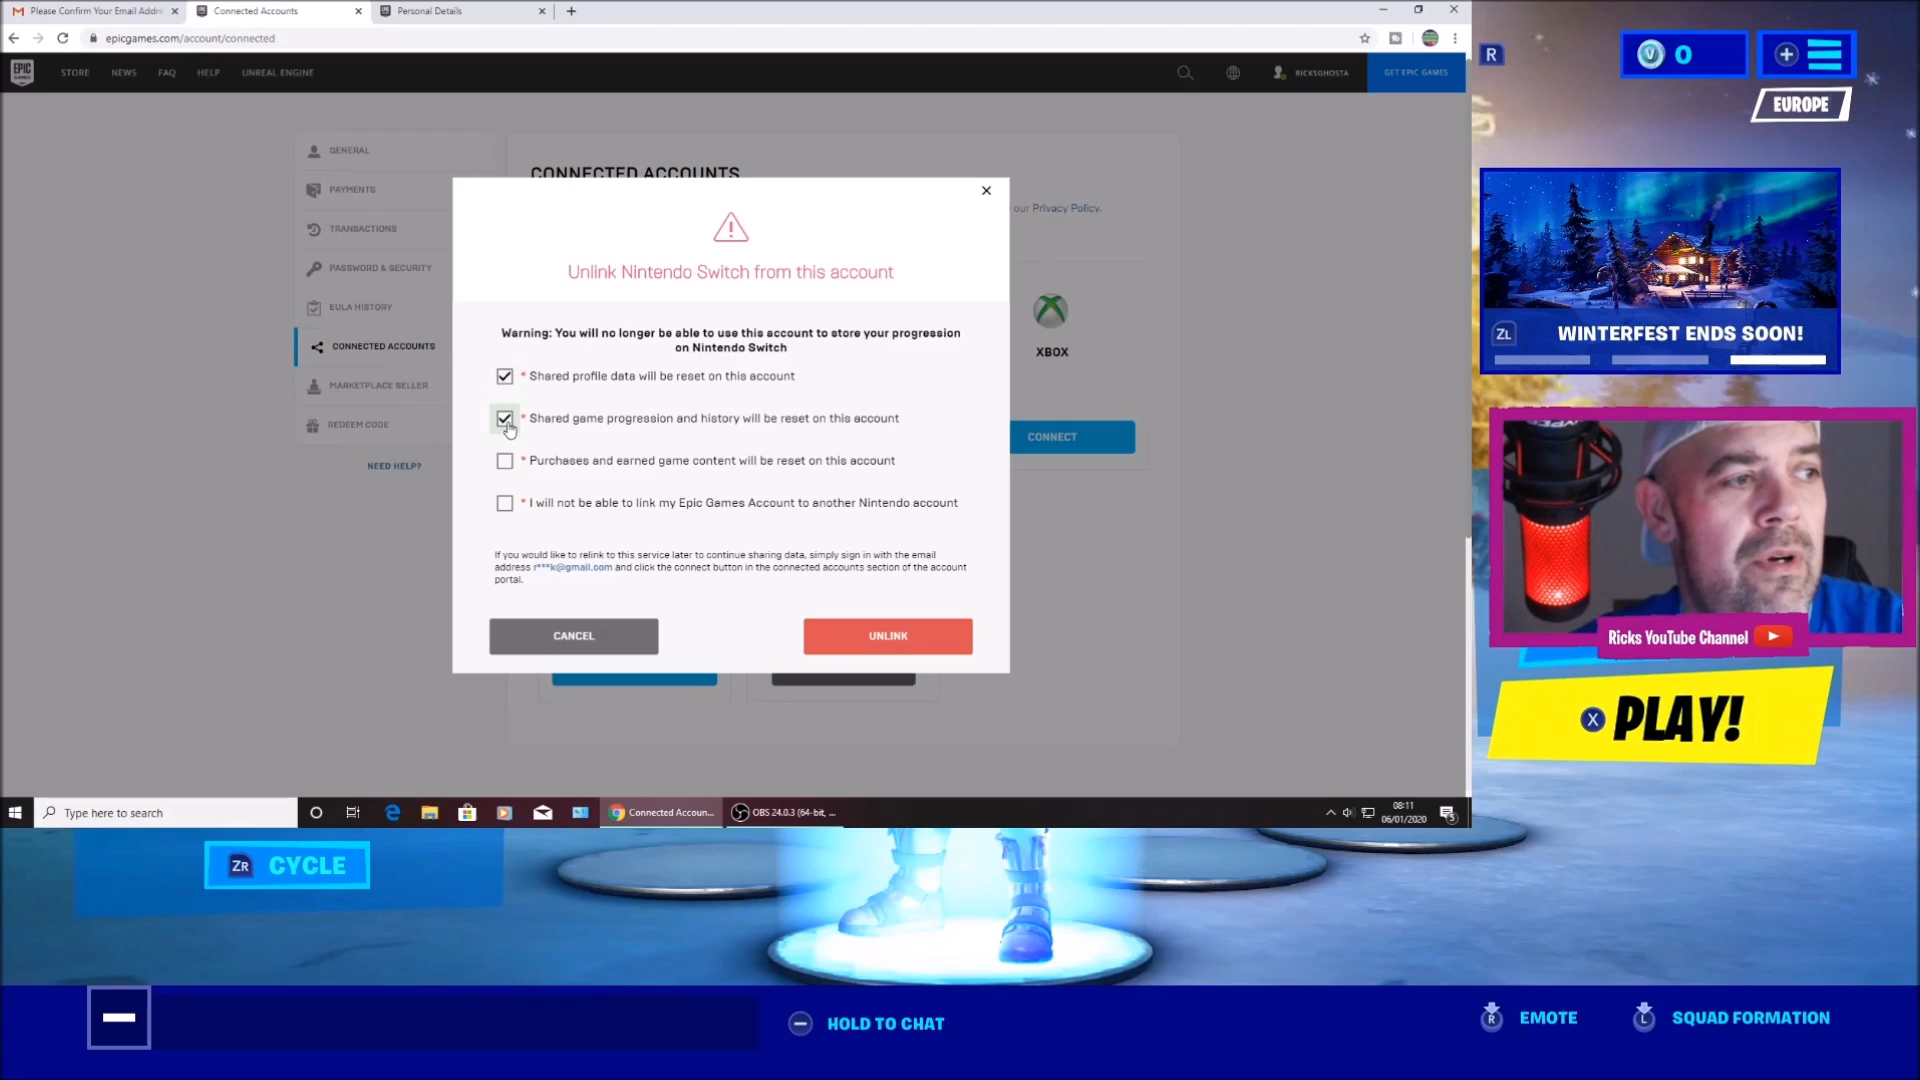 Please Confirm Your Email Addre
Connected Accounts
Personal Details
epicgames.com/account/connected
EPIC GAMES
STORE
NEWS
FAQ
HELP
UNREAL ENGINE
RICKSGHOSTA
GET EPIC GAMES
R
0
EUROPE
GENERAL
PAYMENTS
TRANSACTIONS
PASSWORD & SECURITY
EULA HISTORY
CONNECTED ACCOUNTS
MARKETPLACE SELLER
REDEEM CODE
NEED HELP?
CONNECTED ACCOUNTS
our Privacy Policy.
Unlink Nintendo Switch from this account
Warning: You will no longer be able to use this account to store your progression
on Nintendo Switch
* Shared profile data will be reset on this account
* Shared game progression and history will be reset on this account
* Purchases and earned game content will be reset on this account
* I will not be able to link my Epic Games Account to another Nintendo account
If you would like to relink to this service later to continue sharing data, simply sign in with the email
address r***k@gmail.com and click the connect button in the connected accounts section of the account
portal.
CANCEL
UNLINK
XBOX
CONNECT
ZL WINTERFEST ENDS SOON!
Ricks YouTube Channel
X PLAY!
Type here to search
Connected Accoun...
OBS 24.0.3 (64-bit, ...
08:11
06/01/2020
5
ZR CYCLE
HOLD TO CHAT
R EMOTE
L SQUAD FORMATION